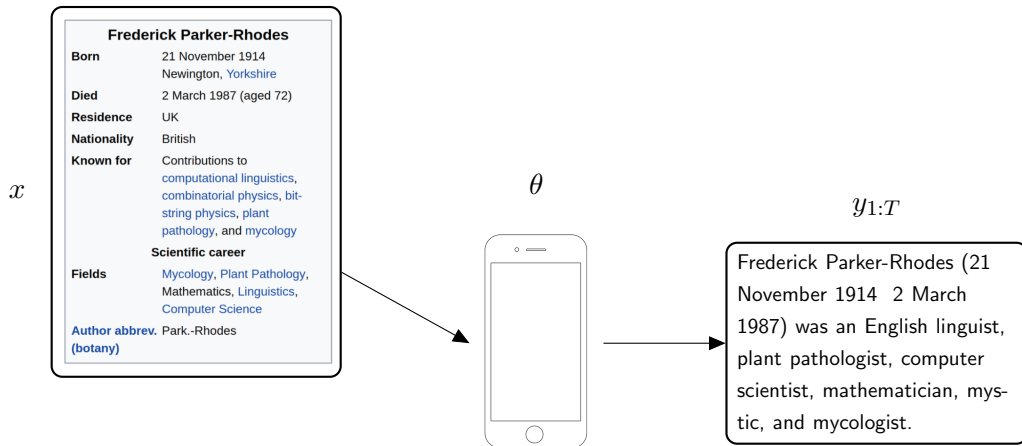 Frederick Parker-Rhodes
Born 21 November 1914
Newington, Yorkshire
Died 2 March 1987 (aged 72)
Residence UK
Nationality British
Known for Contributions to
computational linguistics,
combinatorial physics, bit-
string physics, plant
pathology, and mycology
Scientific career
Fields Mycology, Plant Pathology,
Mathematics, Linguistics,
Computer Science
Author abbrev. Park.-Rhodes
(botany)
x
θ
y1:T
Frederick Parker-Rhodes (21
November 1914 2 March
1987) was an English linguist,
plant pathologist, computer
scientist, mathematician, mys-
tic, and mycologist.